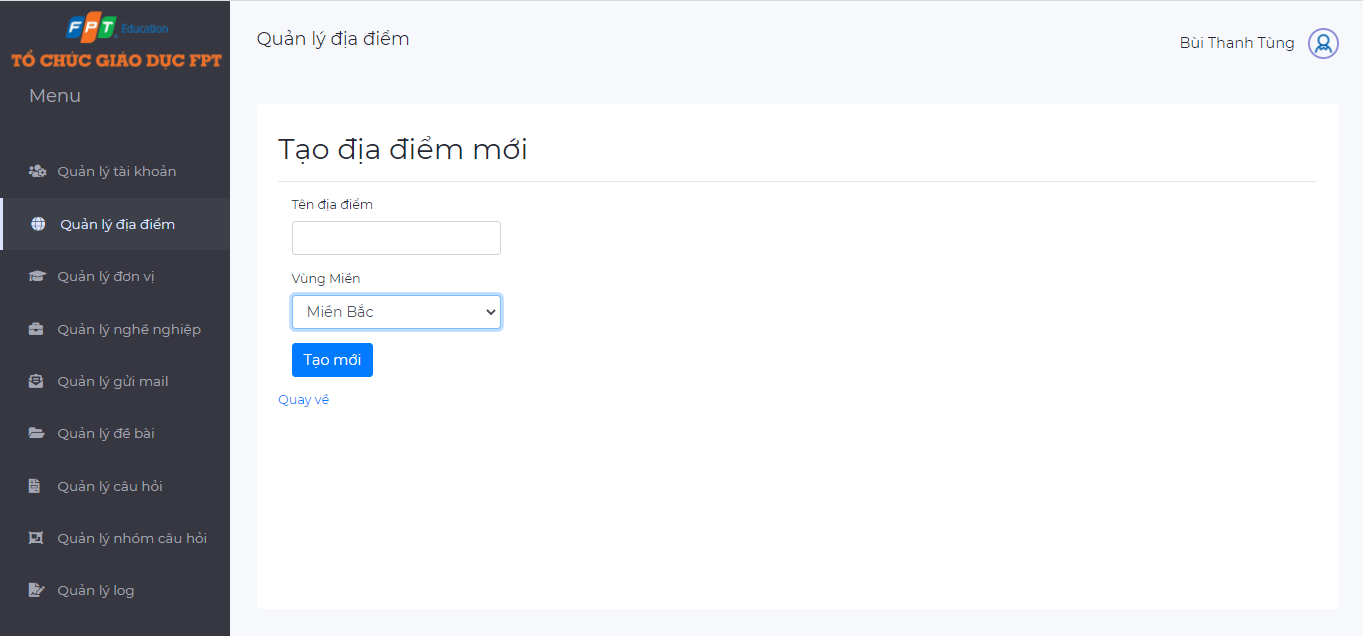 FPT Education
TỔ CHỨC GIÁO DỤC FPT
Menu
Quản lý tài khoản
Quản lý địa điểm
Quản lý đơn vị
Quản lý nghề nghiệp
Quản lý gửi mail
Quản lý đề bài
Quản lý câu hỏi
Quản lý nhóm câu hỏi
Quản lý log
Quản lý địa điểm
Bùi Thanh Tùng
Tạo địa điểm mới
Tên địa điểm
Vùng Miền
Miền Bắc
Tạo mới
Quay về